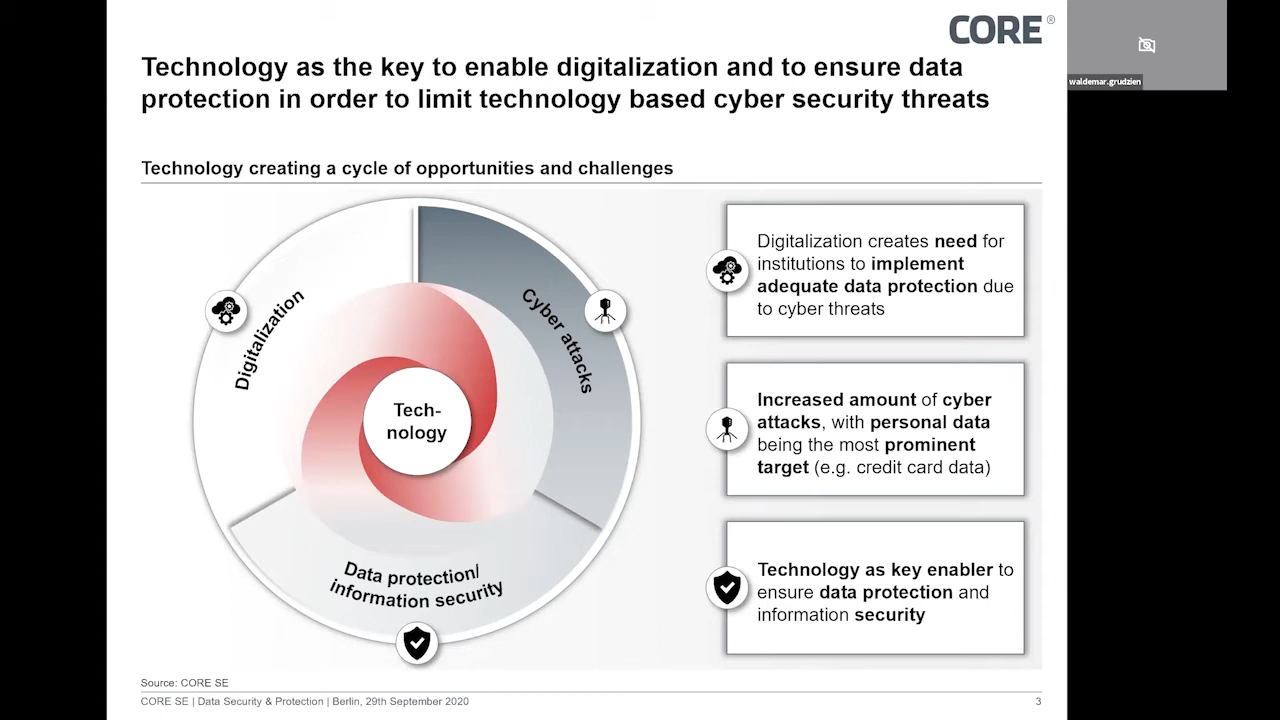 CORE®
waldemar.grudzien
Technology as the key to enable digitalization and to ensure data
protection in order to limit technology based cyber security threats
Technology creating a cycle of opportunities and challenges
Digitalization
Cyber attacks
Tech-
nology
Data protection/
information security
Digitalization creates need for
institutions to implement
adequate data protection due
to cyber threats
Increased amount of cyber
attacks, with personal data
being the most prominent
target (e.g. credit card data)
Technology as key enabler to
ensure data protection and
information security
Source: CORE SE
CORE SE | Data Security & Protection | Berlin, 29th September 2020
3